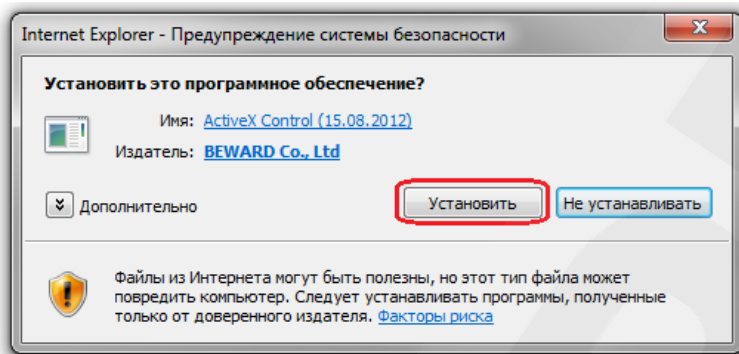 Internet Explorer - Предупреждение системы безопасности
Установить это программное обеспечение?
Имя: ActiveX Control (15.08.2012)
Издатель: BEWARD Co., Ltd
Дополнительно
Установить
Не устанавливать
Файлы из Интернета могут быть полезны, но этот тип файла может
повредить компьютер. Следует устанавливать программы, полученные
только от доверенного издателя. Факторы риска